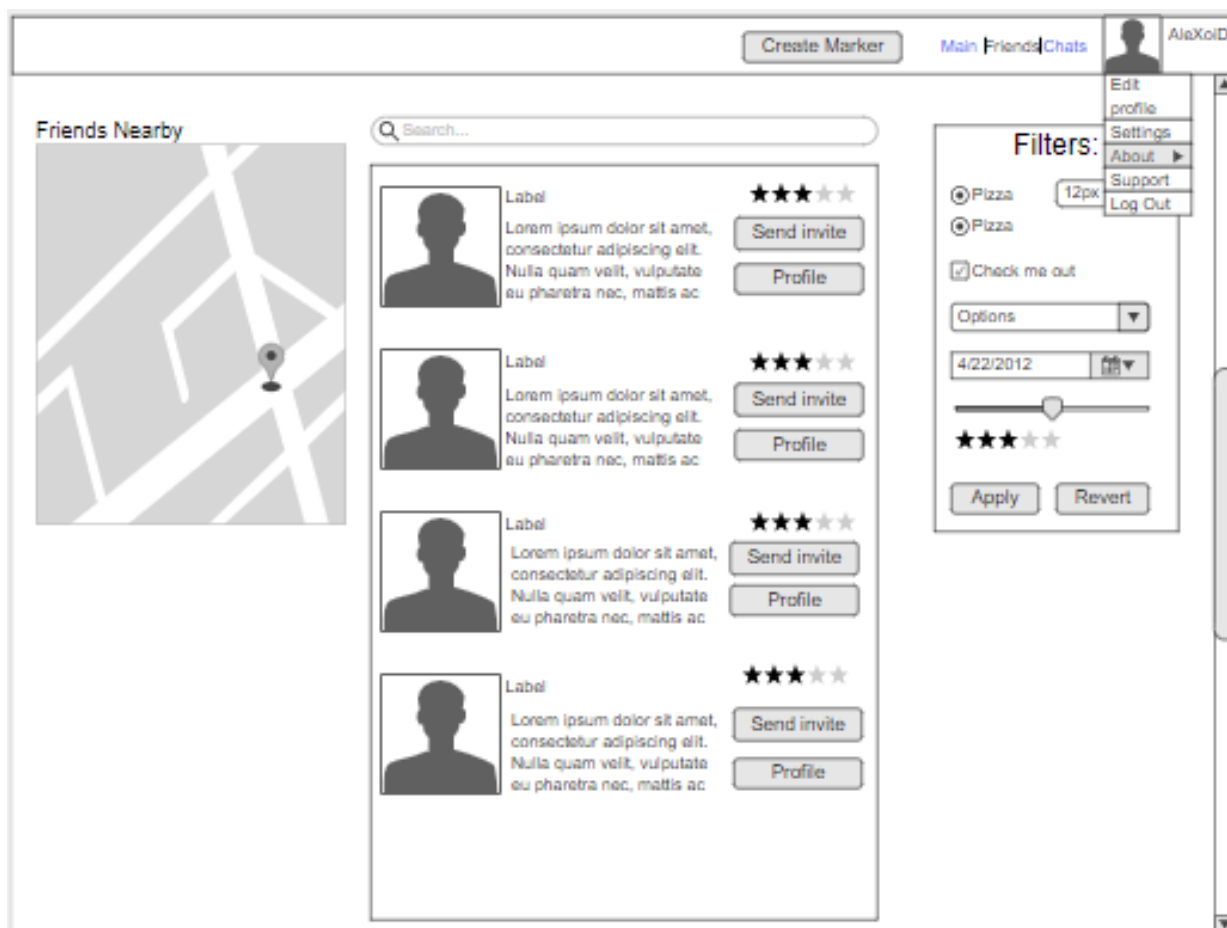 Create Marker
Main Friends Chats
AleXoiD
Edit
profile
Settings
About
Support
Log Out
Friends Nearby
Search...
Label
Lorem ipsum dolor sit amet,
consectetur adipiscing elit.
Nulla quam velit, vulputate
eu pharetra nec, mattis ac
Send invite
Profile
Label
Lorem ipsum dolor sit amet,
consectetur adipiscing elit.
Nulla quam velit, vulputate
eu pharetra nec, mattis ac
Send invite
Profile
Label
Lorem ipsum dolor sit amet,
consectetur adipiscing elit.
Nulla quam velit, vulputate
eu pharetra nec, mattis ac
Send invite
Profile
Label
Lorem ipsum dolor sit amet,
consectetur adipiscing elit.
Nulla quam velit, vulputate
eu pharetra nec, mattis ac
Send invite
Profile
Filters:
Pizza
12px
Pizza
Check me out
Options
4/22/2012
Apply
Revert